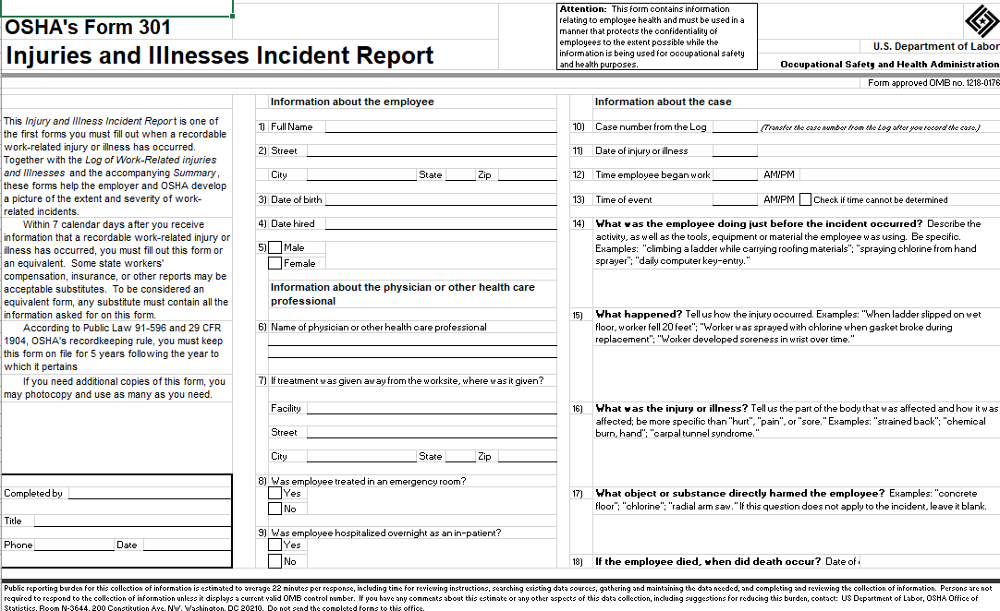 OSHA's Form 301
Injuries and Illnesses Incident Report
Attention: This form contains information
relating to employee health and must be used in a
manner that protects the confidentiality of
employees to the extent possible while the
information is being used for occupational safety
and health purposes.
U.S. Department of Labor
Occupational Safety and Health Administration
Form approved OMB no. 1218-0176
This Injury and Illness Incident Report is one of
the first forms you must fill out when a recordable
work-related injury or illness has occurred.
Together with the Log of Work-Related injuries
and Illnesses and the accompanying Summary,
these forms help the employer and OSHA develop
a picture of the extent and severity of work-
related incidents.
Within 7 calendar days after you receive
information that a recordable work-related injury or
illness has occurred, you must fill out this form or
an equivalent. Some state workers'
compensation, insurance, or other reports may be
acceptable substitutes. To be considered an
equivalent form, any substitute must contain all the
information asked for on this form.
According to Public Law 91-596 and 29 CFR
1904, OSHA's recordkeeping rule, you must keep
this form on file for 5 years following the year to
which it pertains
If you need additional copies of this form, you
may photocopy and use as many as you need.
Completed by
Title
Phone Date
Information about the employee
1) Full Name
2) Street
City State Zip
3) Date of birth
4) Date hired
5) Male
Female
Information about the physician or other health care
professional
6) Name of physician or other health care professional
7) If treatment was given away from the worksite, where was it given?
Facility
Street
City State Zip
8) Was employee treated in an emergency room?
Yes
No
9) Was employee hospitalized overnight as an in-patient?
Yes
No
Information about the case
10) Case number from the Log (Transfer the case number from the Log after you record the case.)
11) Date of injury or illness
12) Time employee began work AM/PM
13) Time of event AM/PM Check if time cannot be determined
14) What was the employee doing just before the incident occurred? Describe the
activity, as well as the tools, equipment or material the employee was using. Be specific.
Examples: "climbing a ladder while carrying roofing materials"; "spraying chlorine from hand
sprayer"; "daily computer key-entry."
15) What happened? Tell us how the injury occurred. Examples: "When ladder slipped on wet
floor, worker fell 20 feet"; "Worker was sprayed with chlorine when gasket broke during
replacement"; "Worker developed soreness in wrist over time."
16) What was the injury or illness? Tell us the part of the body that was affected and how it was
affected; be more specific than "hurt", "pain", or "sore." Examples: "strained back"; "chemical
burn, hand"; "carpal tunnel syndrome."
17) What object or substance directly harmed the employee? Examples: "concrete
floor"; "chlorine"; "radial arm saw." If this question does not apply to the incident, leave it blank.
18) If the employee died, when did death occur? Date of
Public reporting burden for this collection of information is estimated to average 22 minutes per response, including time for reviewing instructions, searching existing data sources, gathering and maintaining the data needed, and completing and reviewing the collection of information. Persons are not
required to respond to the collection of information unless it displays a current valid OMB control number. If you have any comments about this estimate or any other aspects of this data collection, including suggestions for reducing this burden, contact: US Department of Labor, OSHA Office of
Statistics, Room N-3644, 200 Constitution Ave, NW, Washington, DC 20210. Do not send the completed forms to this office.